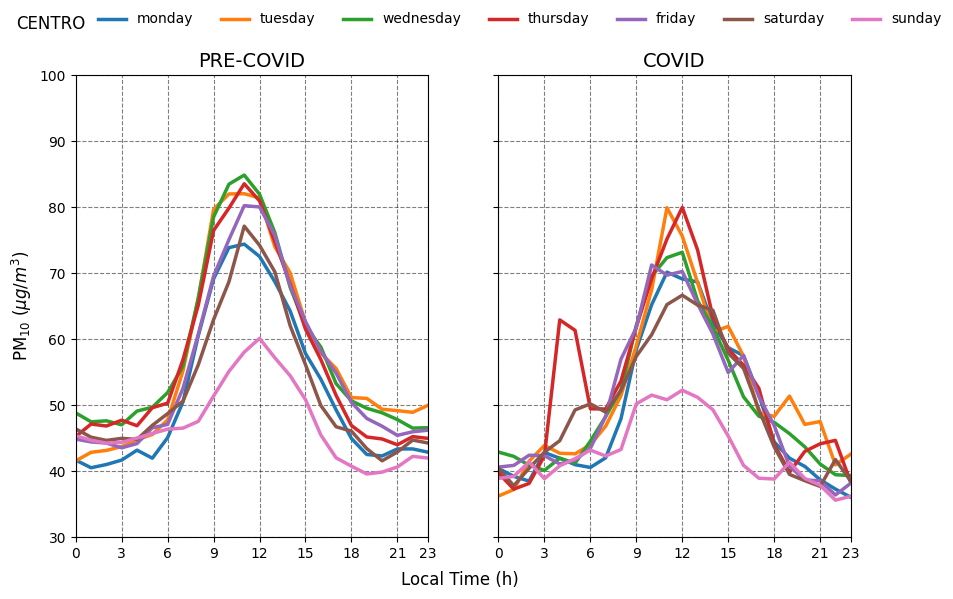 CENTRO monday tuesday wednesday thursday friday saturday sunday
PRE-COVID COVID
100
90
80
70
60
50
40
30
PM10 (μg/m3)
0 3 6 9 12 15 18 21 23 0 3 6 9 12 15 18 21 23
Local Time (h)